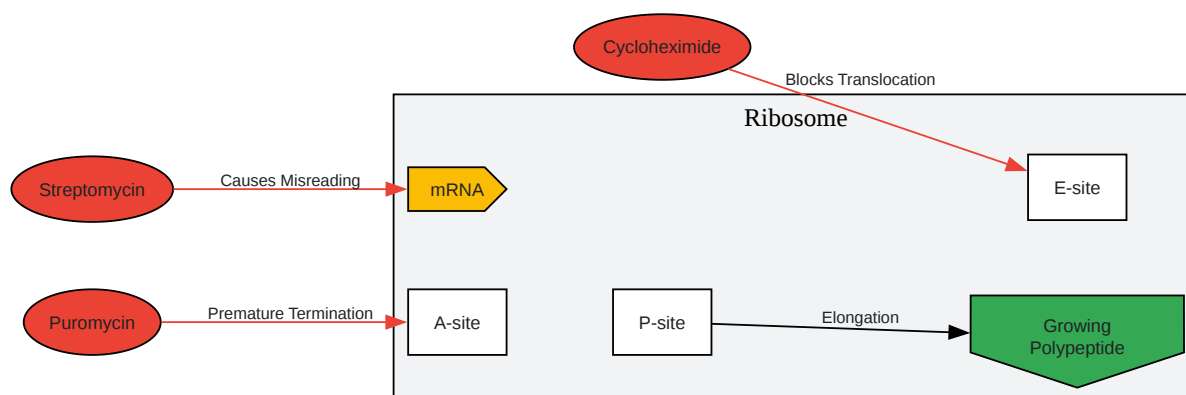 Cycloheximide
Blocks Translocation
Ribosome
Streptomycin
Causes Misreading
mRNA
E-site
Puromycin
Premature Termination
A-site
P-site
Elongation
Growing
Polypeptide